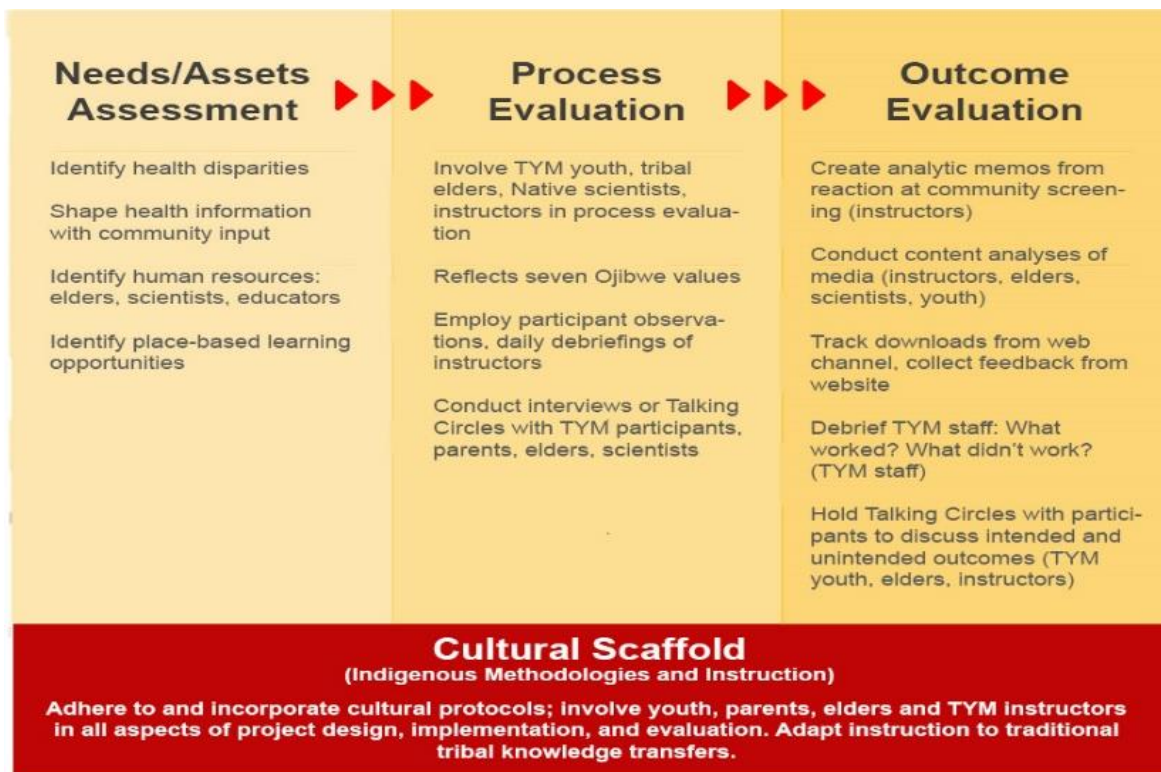 Needs/Assets
Assessment
Identify health disparities
Shape health information
with community input
Identify human resources:
elders, scientists, educators
Identify place-based learning
opportunities
Process
Evaluation
Involve TYM youth, tribal
elders, Native scientists,
instructors in process evalua-
tion
Reflects seven Ojibwe values
Employ participant observa-
tions, daily debriefings of
instructors
Conduct interviews or Talking
Circles with TYM participants,
parents, elders, scientists
Outcome
Evaluation
Create analytic memos from
reaction at community screen-
ing (instructors)
Conduct content analyses of
media (instructors, elders,
scientists, youth)
Track downloads from web
channel, collect feedback from
website
Debrief TYM staff: What
worked? What didn't work?
(TYM staff)
Hold Talking Circles with partici-
pants to discuss intended and
unintended outcomes (TYM
youth, elders, instructors)
Cultural Scaffold
(Indigenous Methodologies and Instruction)
Adhere to and incorporate cultural protocols; involve youth, parents, elders and TYM instructors
in all aspects of project design, implementation, and evaluation. Adapt instruction to traditional
tribal knowledge transfers.